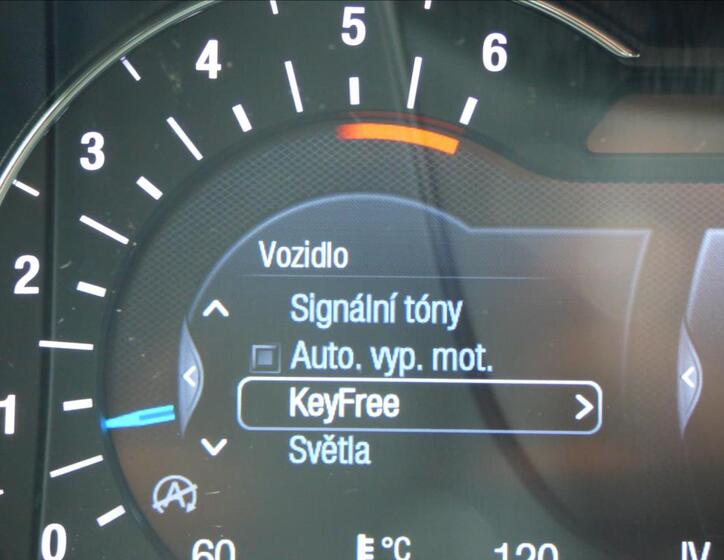 5
4
6
3
2
1
0
Vozidlo
Signální tóny
Auto. vyp. mot.
KeyFree
Světla
A
60
°C
120